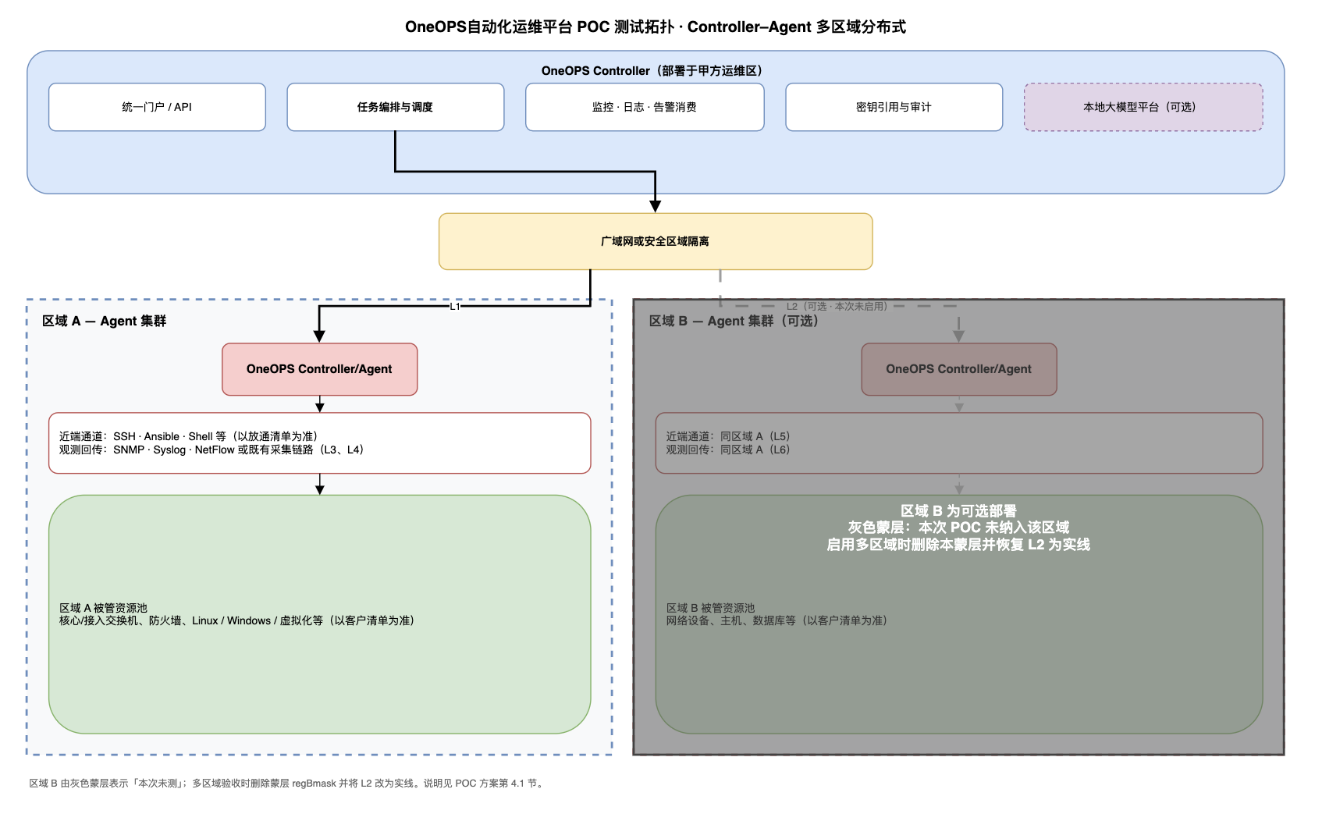 OneOPS自动化运维平台 POC 测试拓扑 · Controller–Agent 多区域分布式
OneOPS Controller（部署于甲方运维区）
统一门户 / API
任务编排与调度
监控 · 日志 · 告警消费
密钥引用与审计
本地大模型平台（可选）
广域网或安全区域隔离
L1
L2（可选 · 本次未启用）
区域 A — Agent 集群
OneOPS Controller/Agent
近端通道：SSH · Ansible · Shell 等（以放通清单为准）
观测回传：SNMP · Syslog · NetFlow 或既有采集链路（L3、L4）
区域 A 被管资源池
核心/接入交换机、防火墙、Linux / Windows / 虚拟化等（以客户清单为准）
区域 B — Agent 集群（可选）
OneOPS Controller/Agent
近端通道：同区域 A（L5）
观测回传：同区域 A（L6）
区域 B 为可选部署
灰色蒙层：本次 POC 未纳入该区域
启用多区域时删除本蒙层并恢复 L2 为实线
区域 B 被管资源池
网络设备、主机、数据库等（以客户清单为准）
区域 B 由灰色蒙层表示「本次未测」；多区域验收时删除蒙层 regBmask 并将 L2 改为实线。说明见 POC 方案第 4.1 节。